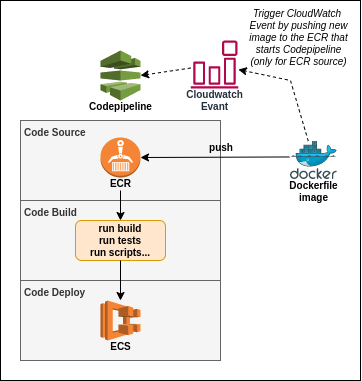 Trigger CloudWatch
Event by pushing new
image to the ECR that
starts Codepipeline
(only for ECR source)
Codepipeline
Cloudwatch
Event
Code Source
push
ECR
docker
Dockerfile
image
Code Build
run build
run tests
run scripts...
Code Deploy
ECS